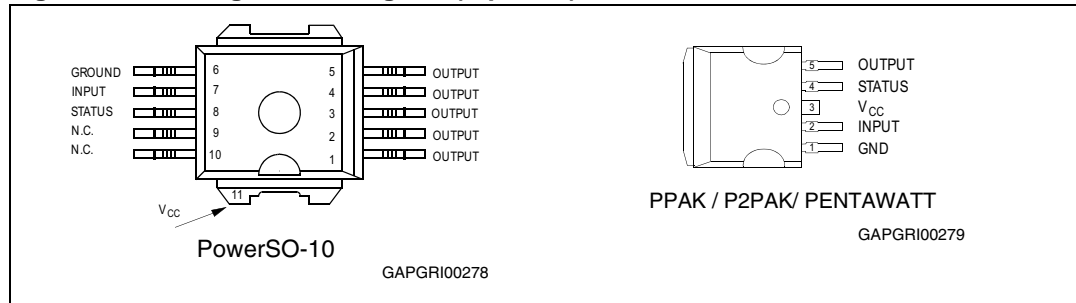 GROUND 6 5 OUTPUT
INPUT 7 4 OUTPUT
STATUS 8 3 OUTPUT
N.C. 9 2 OUTPUT
N.C. 10 1 OUTPUT
11
VCC
PowerSO-10
GAPGRI00278
5 OUTPUT
4 STATUS
3 VCC
2 INPUT
1 GND
PPAK / P2PAK/ PENTAWATT
GAPGRI00279